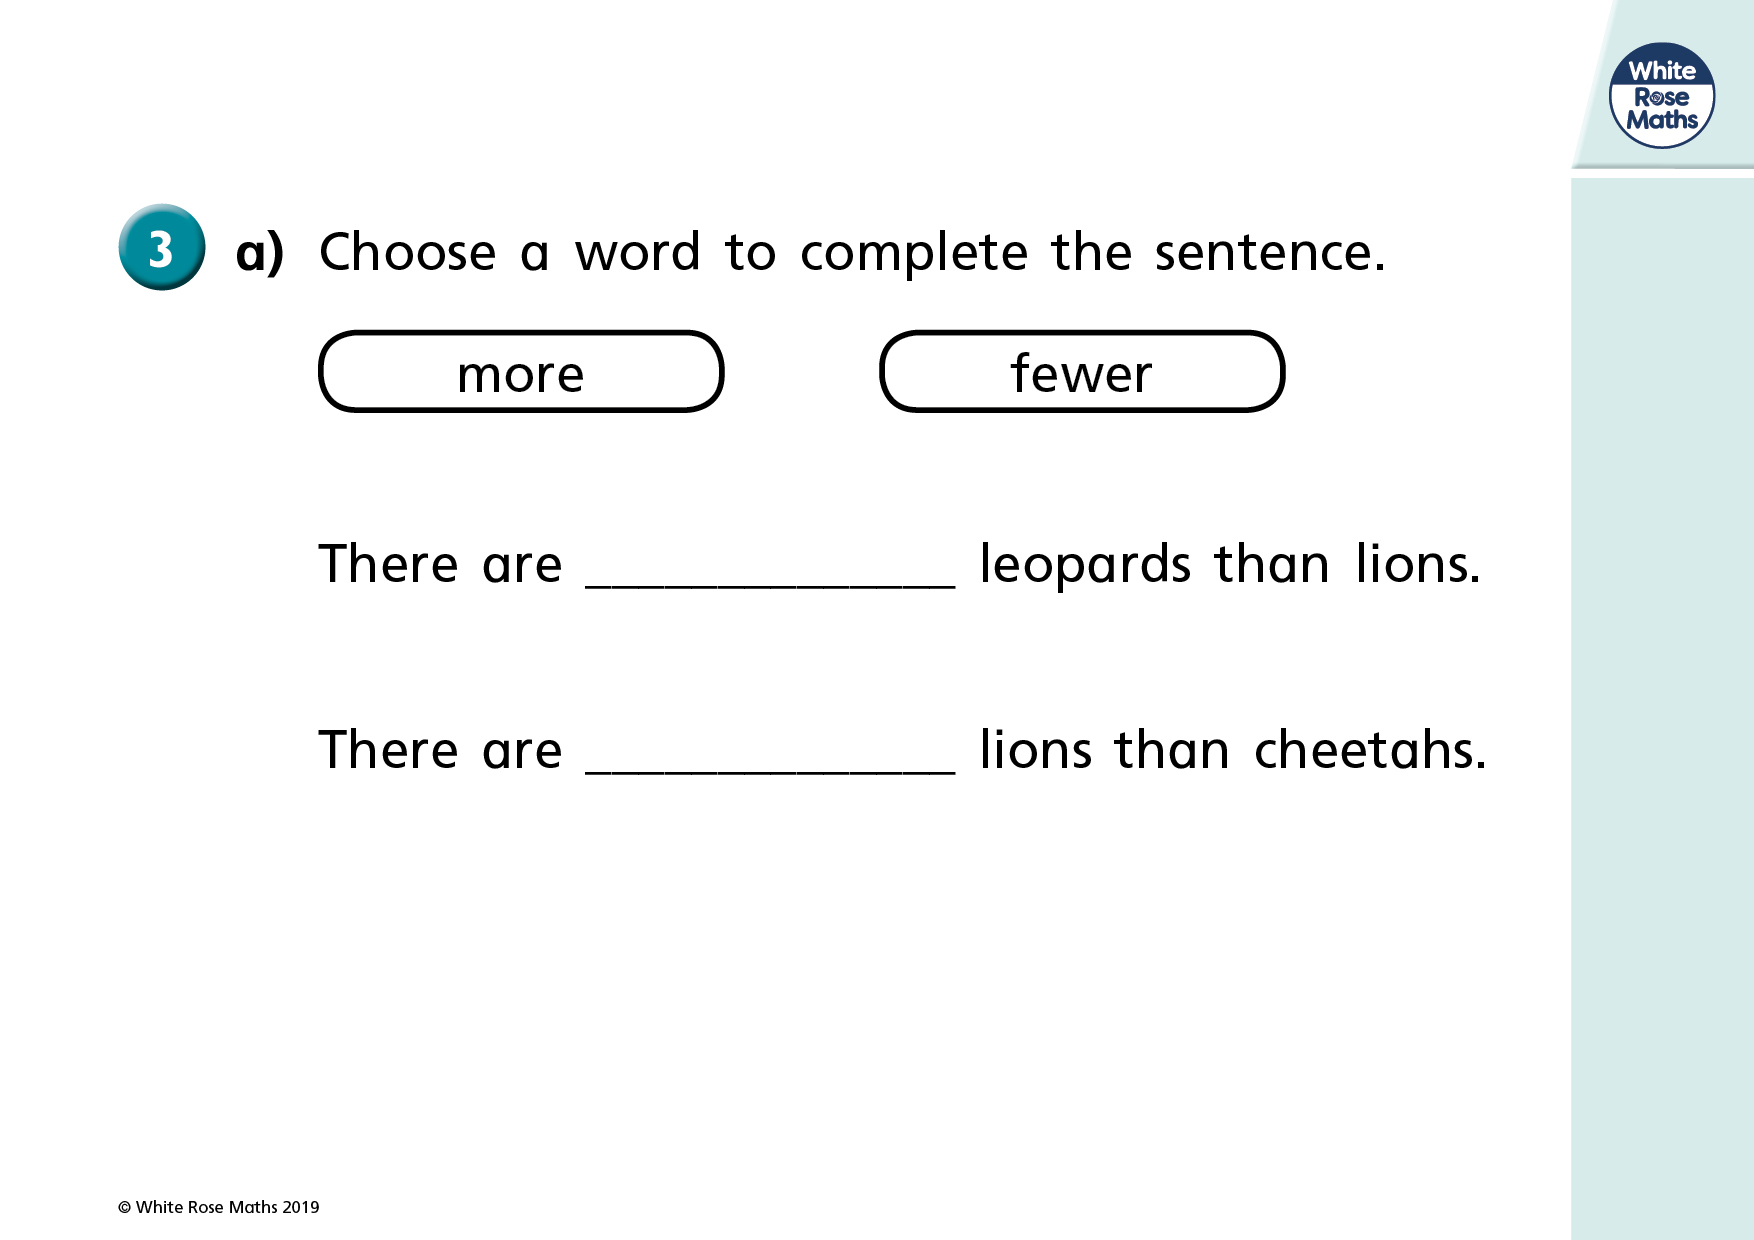 White
Rose
Maths
3 a) Choose a word to complete the sentence.
more fewer
There are ______________ leopards than lions.
There are ______________ lions than cheetahs.
© White Rose Maths 2019